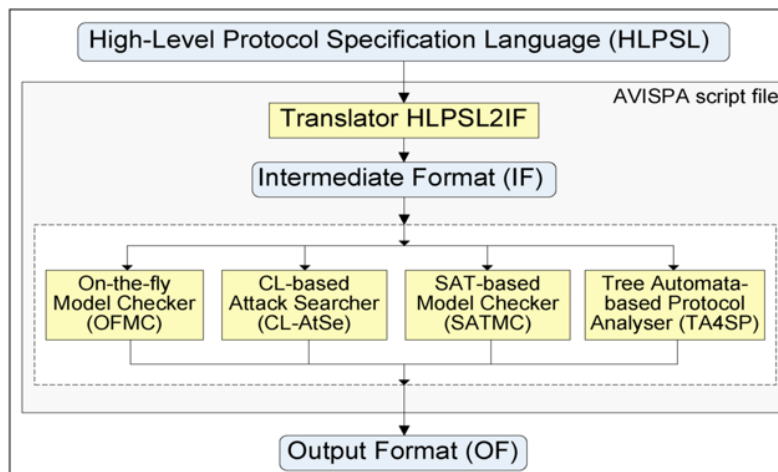 High-Level Protocol Specification Language (HLPSL)
AVISPA script file
Translator HLPSL2IF
Intermediate Format (IF)
On-the-fly
Model Checker
(OFMC)
CL-based
Attack Searcher
(CL-AtSe)
SAT-based
Model Checker
(SATMC)
Tree Automata-
based Protocol
Analyser (TA4SP)
Output Format (OF)